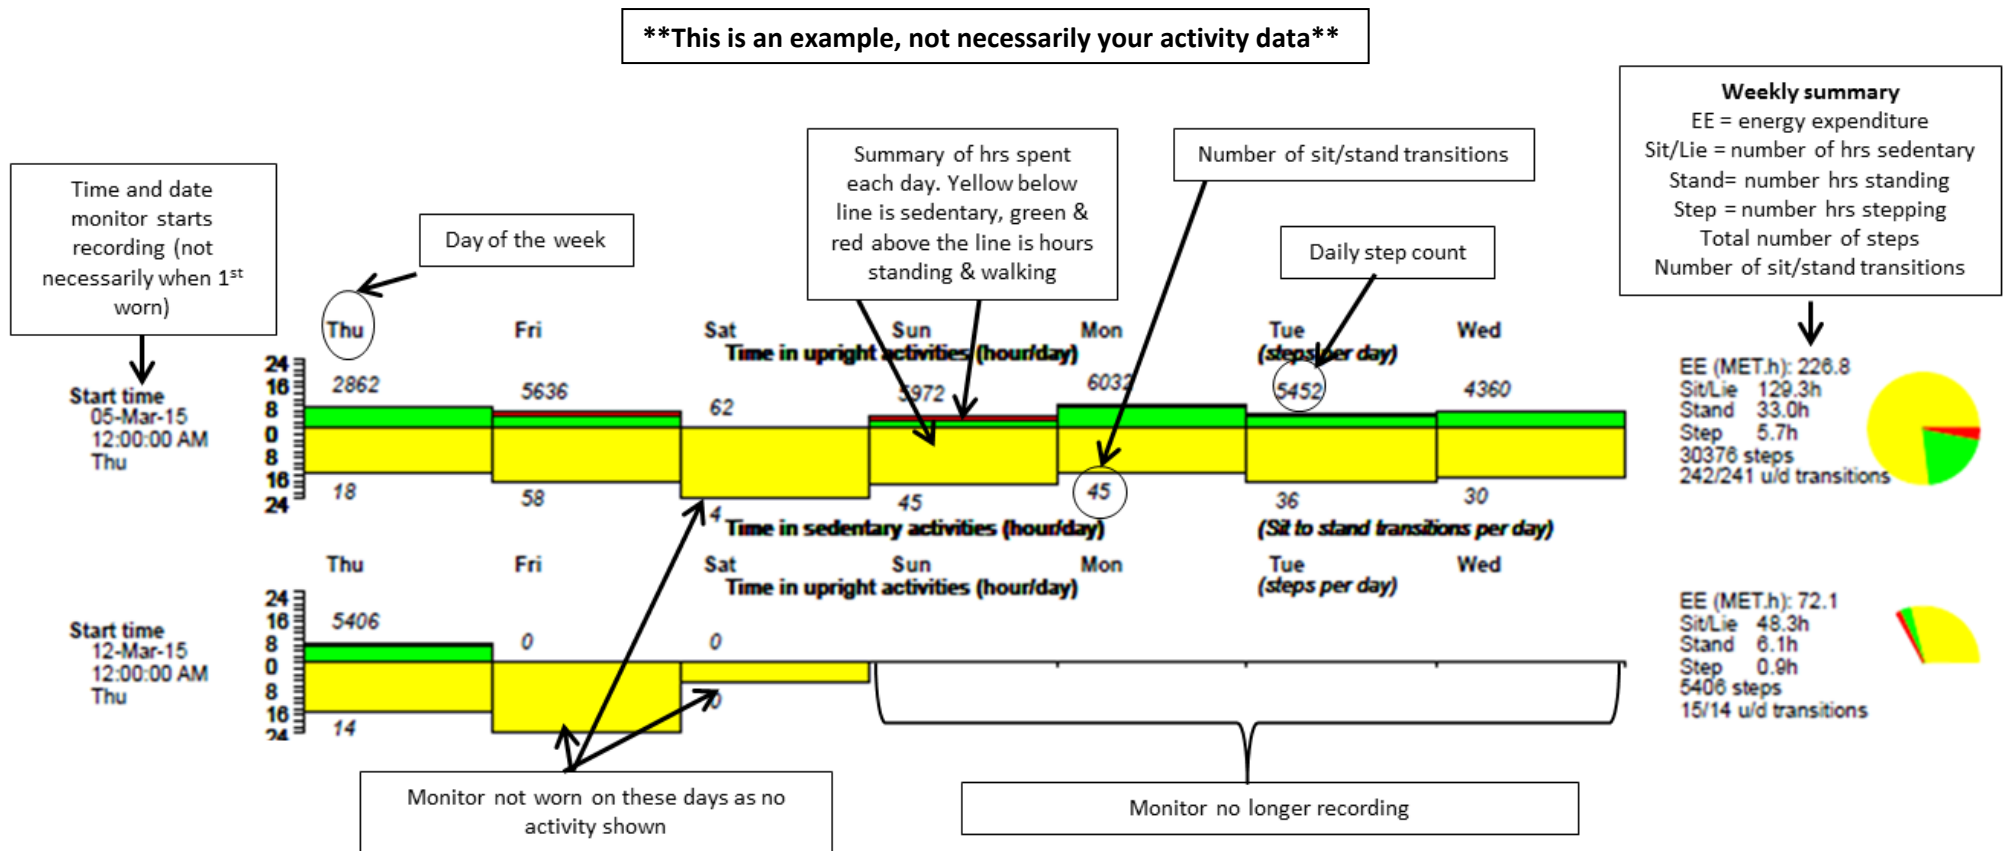 **This is an example, not necessarily your activity data**
Weekly summary
EE = energy expenditure
Sit/Lie = number of hrs sedentary
Stand= number hrs standing
Step = number hrs stepping
Total number of steps
Number of sit/stand transitions
Summary of hrs spent
each day. Yellow below
line is sedentary, green &
red above the line is hours
standing & walking
Number of sit/stand transitions
Time and date
monitor starts
recording (not
necessarily when 1st
worn)
Day of the week
Daily step count
Thu Fri Sat Sun Mon Tue Wed
Time in upright activities (hour/day) (steps per day)
24
16
8
0
8
16
24
2862 5636 62 5972 6032 5452 4360
Start time
05-Mar-15
12:00:00 AM
Thu
18 58 4 45 45 36 30
Time in sedentary activities (hour/day) (Sit to stand transitions per day)
EE (MET.h): 226.8
Sit/Lie 129.3h
Stand 33.0h
Step 5.7h
30376 steps
242/241 u/d transitions
Thu Fri Sat Sun Mon Tue Wed
Time in upright activities (hour/day) (steps per day)
24
16
8
0
8
16
24
5406 0 0
Start time
12-Mar-15
12:00:00 AM
Thu
14 0
EE (MET.h): 72.1
Sit/Lie 48.3h
Stand 6.1h
Step 0.9h
5406 steps
15/14 u/d transitions
Monitor not worn on these days as no
activity shown
Monitor no longer recording